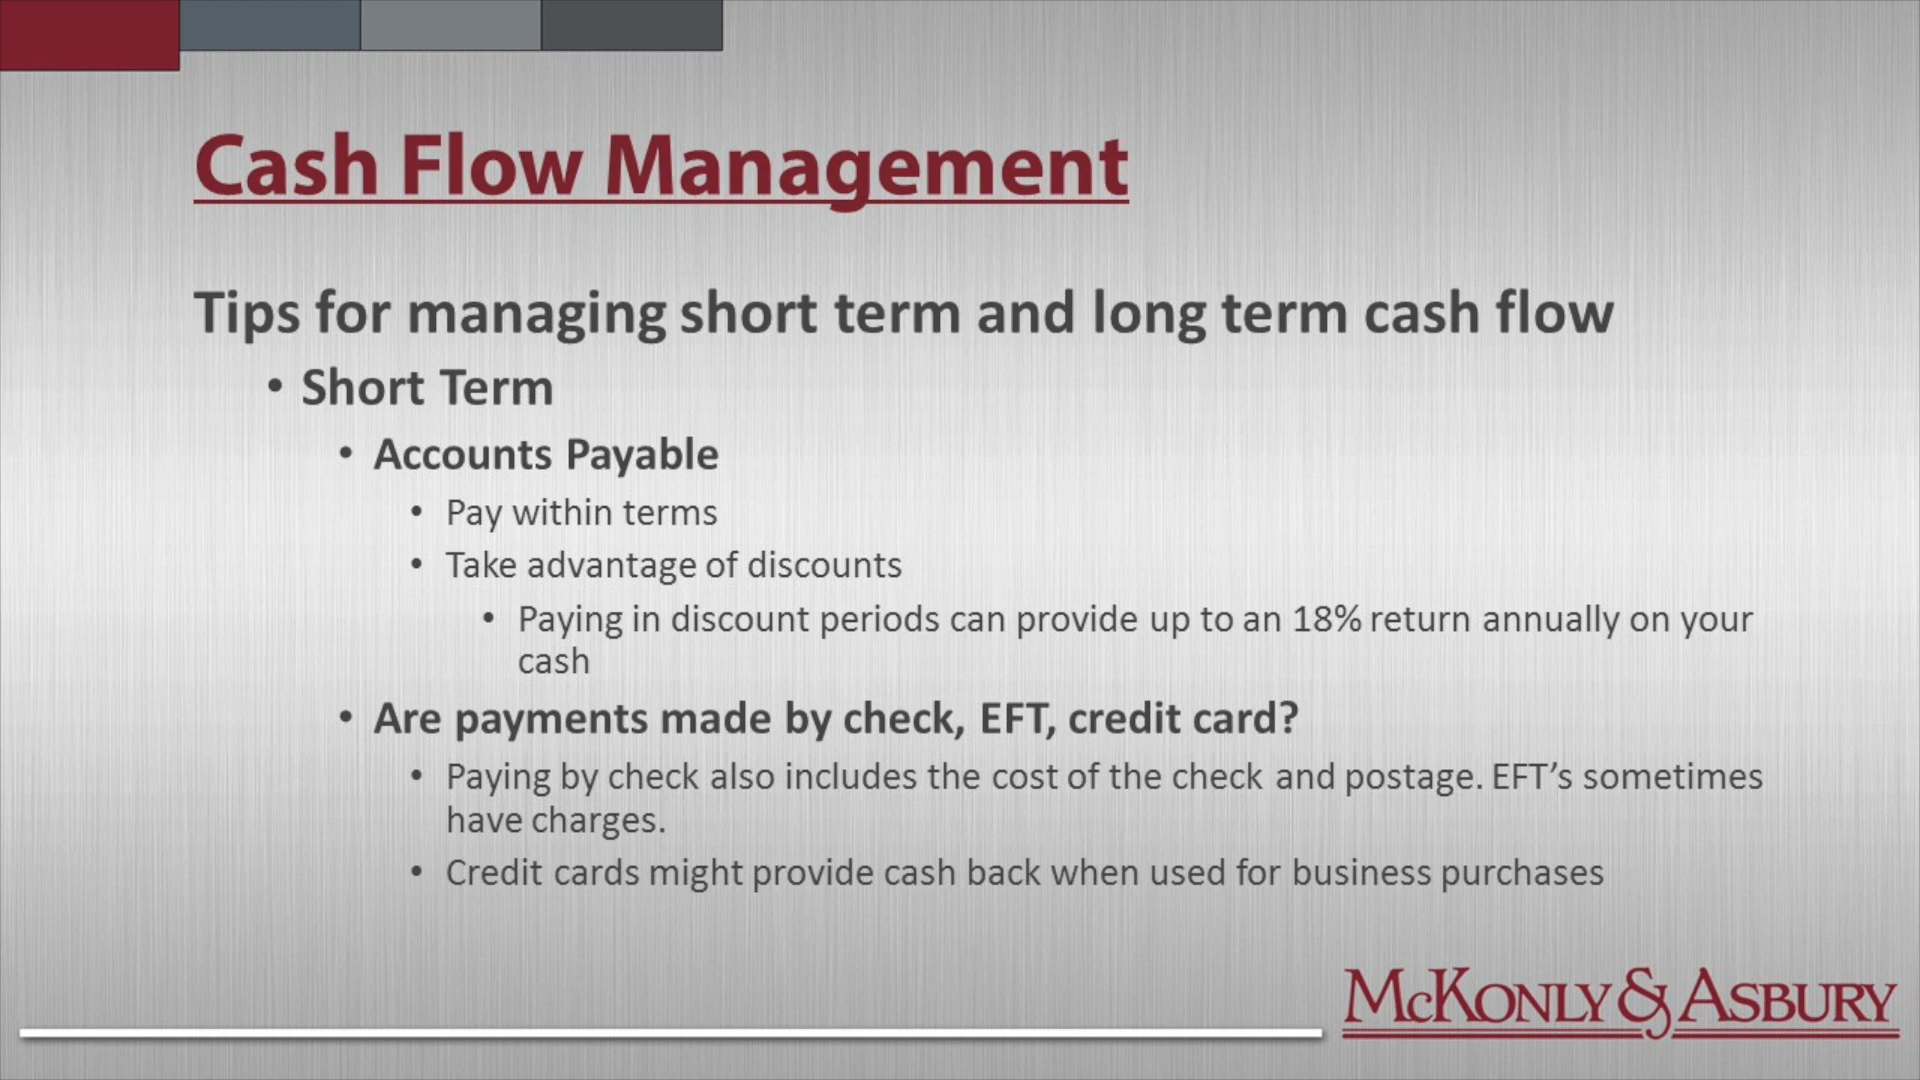 Cash Flow Management
Tips for managing short term and long term cash flow
• Short Term
• Accounts Payable
• Pay within terms
• Take advantage of discounts
• Paying in discount periods can provide up to an 18% return annually on your
cash
• Are payments made by check, EFT, credit card?
• Paying by check also includes the cost of the check and postage. EFT’s sometimes
have charges.
• Credit cards might provide cash back when used for business purchases
McKonly & Asbury